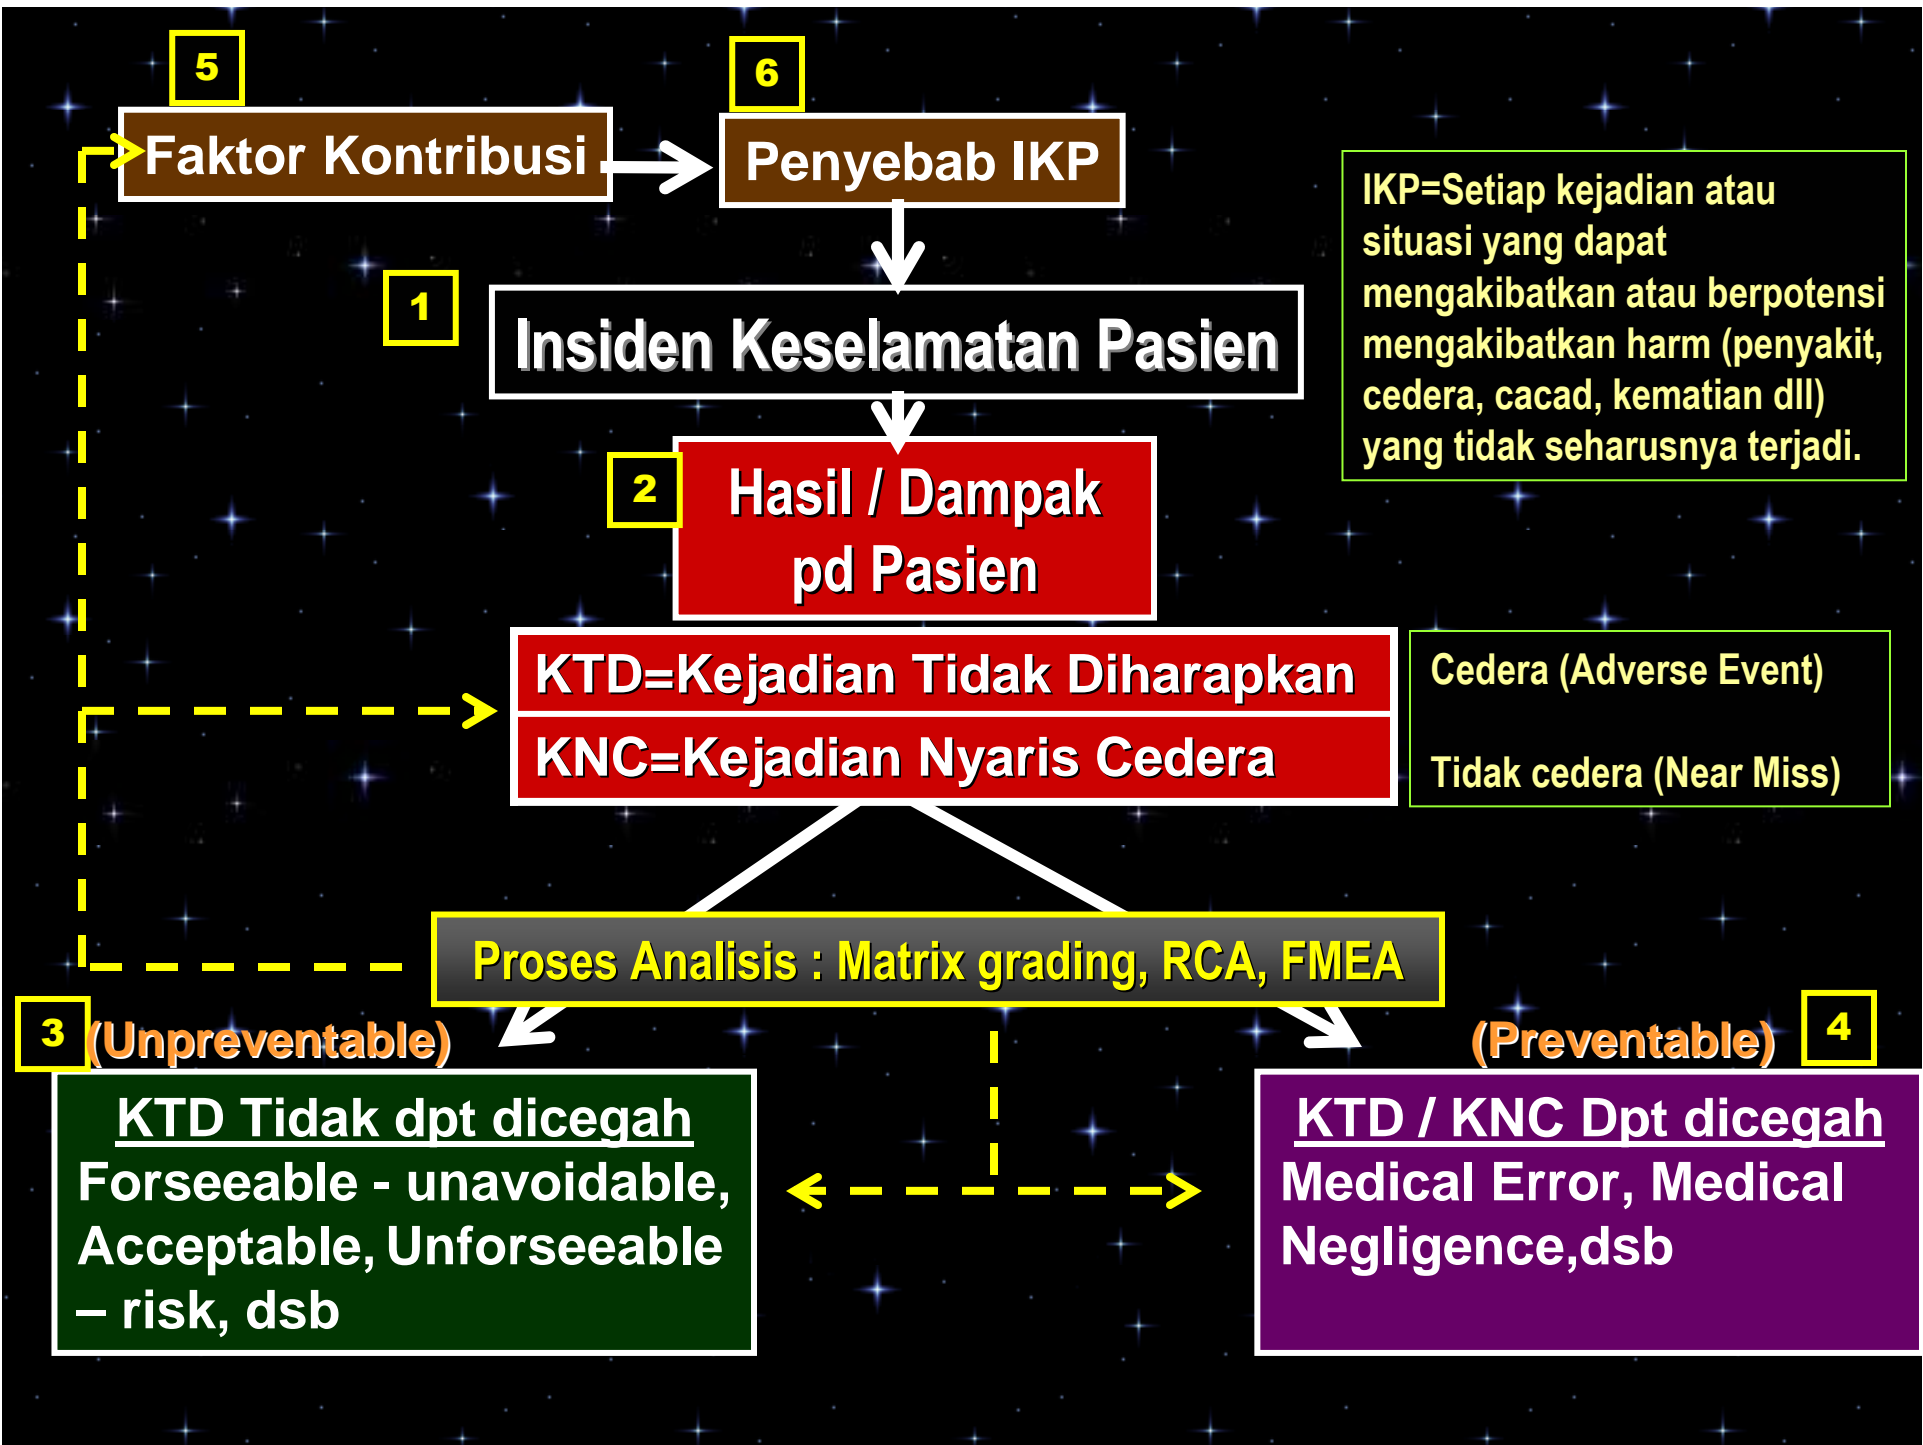 5
6
Faktor Kontribusi
Penyebab IKP
IKP=Setiap kejadian atau
situasi yang dapat
mengakibatkan atau berpotensi
mengakibatkan harm (penyakit,
cedera, cacad, kematian dll)
yang tidak seharusnya terjadi.
1
Insiden Keselamatan Pasien
2
Hasil / Dampak
pd Pasien
KTD=Kejadian Tidak Diharapkan
KNC=Kejadian Nyaris Cedera
Cedera (Adverse Event)
Tidak cedera (Near Miss)
Proses Analisis : Matrix grading, RCA, FMEA
3
(Unpreventable)
KTD Tidak dpt dicegah
Forseeable - unavoidable,
Acceptable, Unforseeable
– risk, dsb
(Preventable)
4
KTD / KNC Dpt dicegah
Medical Error, Medical
Negligence,dsb